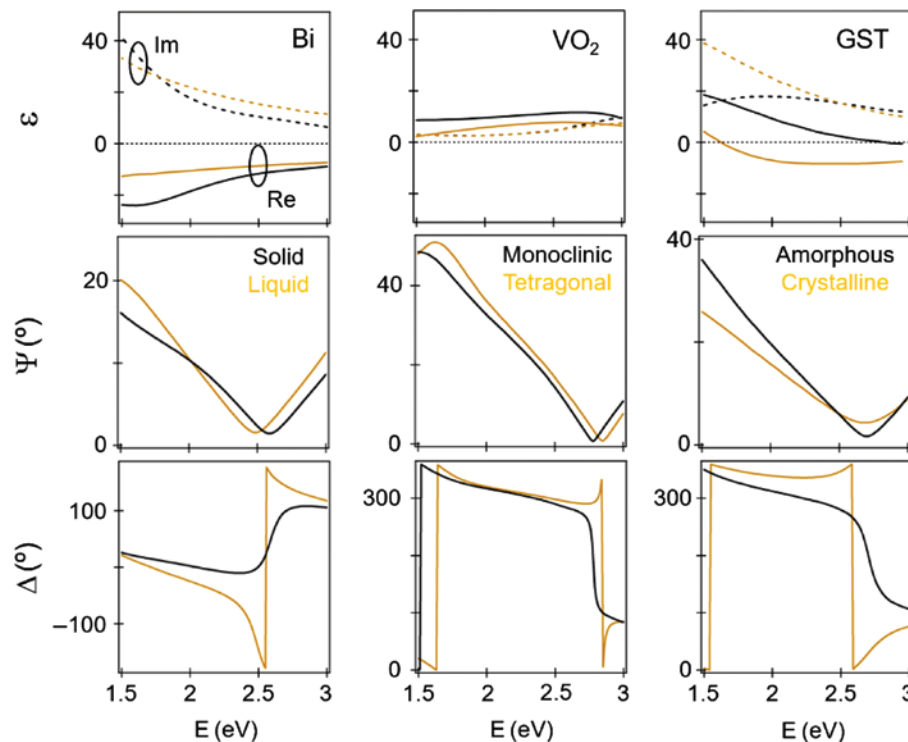 Bi
VO₂
GST
Im
Re
ε
40
0
40
0
40
0
Solid
Liquid
Monoclinic
Tetragonal
Amorphous
Crystalline
Ψ(º)
20
0
40
0
40
0
Δ(º)
100
–100
300
0
300
0
1.5 2 2.5 3
1.5 2 2.5 3
1.5 2 2.5 3
E (eV)
E (eV)
E (eV)